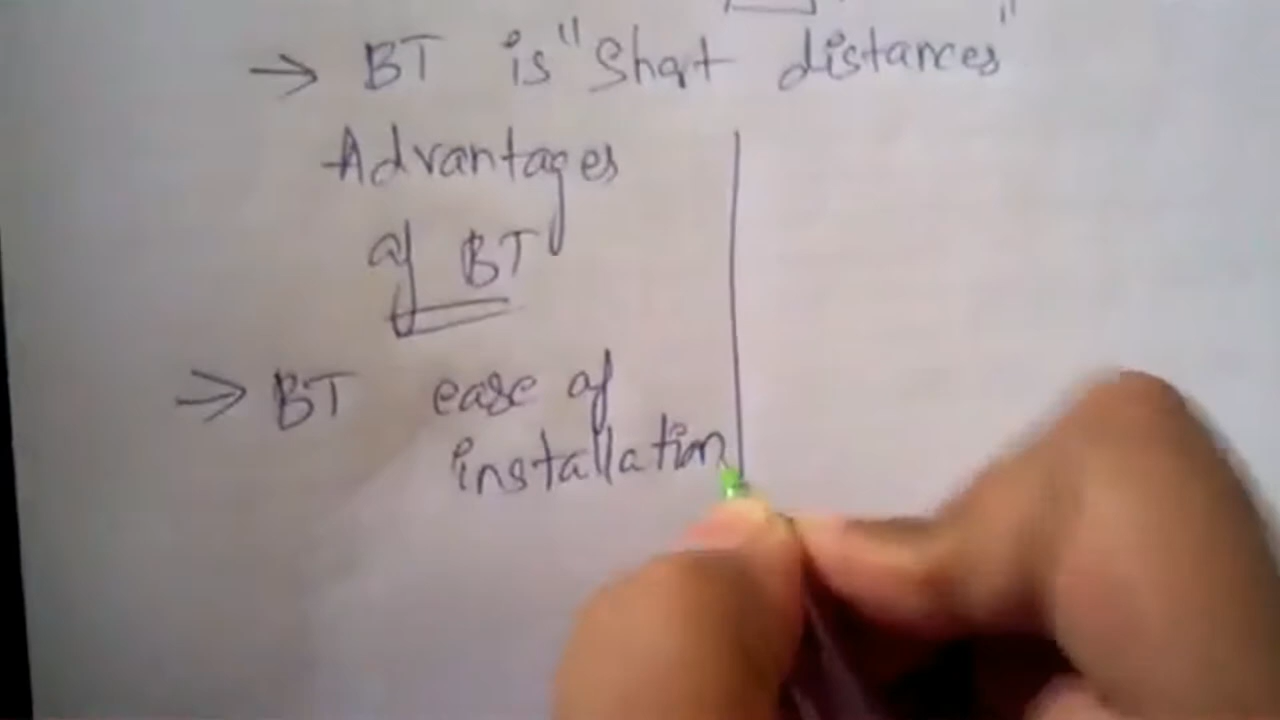 → BT is "Short distances"
Advantages
of BT
→ BT ease of
installation